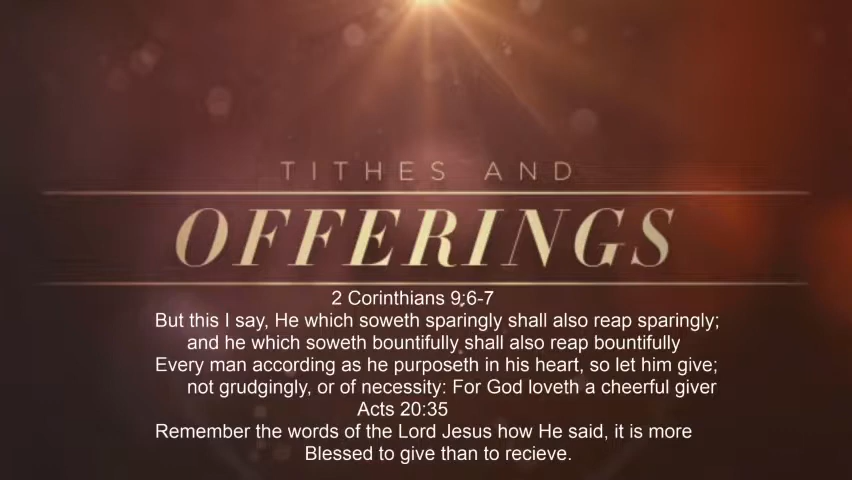 TITHES AND
OFFERINGS
2 Corinthians 9:6-7
But this I say, He which soweth sparingly shall also reap sparingly;
and he which soweth bountifully shall also reap bountifully
Every man according as he purposeth in his heart, so let him give;
not grudgingly, or of necessity: For God loveth a cheerful giver
Acts 20:35
Remember the words of the Lord Jesus how He said, it is more
Blessed to give than to recieve.